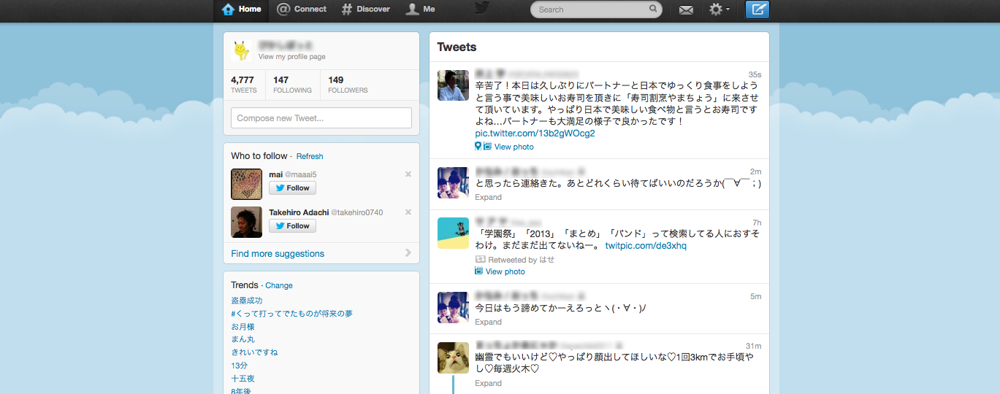 Home
Connect
Discover
Me
Search
View my profile page
4,777
TWEETS
147
FOLLOWING
149
FOLLOWERS
Compose new Tweet...
Who to follow · Refresh
mai @maaai5
Follow
Takehiro Adachi @takehiro0740
Follow
Find more suggestions
Trends · Change
盗塁成功
#くって打ってでたものが将来の夢
お月様
まん丸
きれいですね
13分
十五夜
8年後
Tweets
35s
辛苦了！本日は久しぶりにパートナーと日本でゆっくり食事をしよう
と言う事で美味しいお寿司を頂きに「寿司割烹やまちょう」に来させ
て頂いています。やっぱり日本で美味しい食べ物と言うとお寿司です
よね…パートナーも大満足の様子で良かったです！
pic.twitter.com/13b2gWOcg2
View photo
2m
と思ったら連絡きた。あとどれくらい待てばいいのだろうか(￣∀￣；)
Expand
7h
「学園祭」「2013」「まとめ」「バンド」って検索してる人におすそ
わけ。まだまだ出てないねー。 twitpic.com/de3xhq
Retweeted by はせ
View photo
5m
今日はもう諦めてかーえろっとヽ(・∀・)ﾉ
Expand
31m
幽霊でもいいけど♡やっぱり顔出してほしいな♡1回3kmでお手頃や
し♡毎週火木♡
Expand